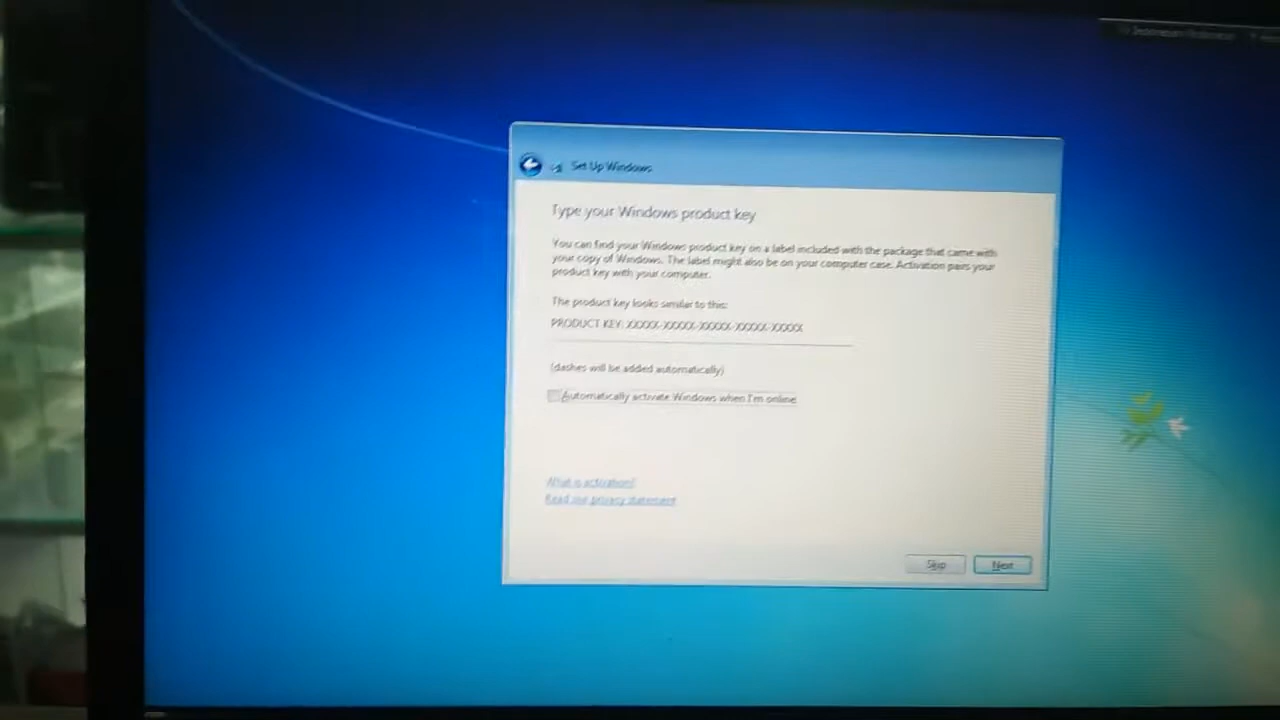 Set Up Windows
Type your Windows product key
You can find your Windows product key on a label included with the package that came with
your copy of Windows. The label might also be on your computer case. Activation pairs your
product key with your computer.
The product key looks similar to this:
PRODUCT KEY: XXXXX-XXXXX-XXXXX-XXXXX-XXXXX
(dashes will be added automatically)
Automatically activate Windows when I'm online
What is activation?
Read our privacy statement
Skip
Next